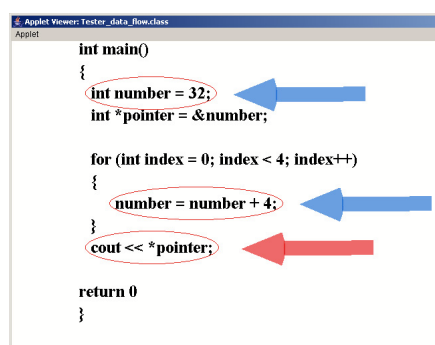 Applet Viewer: Tester_data_flow.class
Applet
int main()
{
int number = 32;
int *pointer = &number;
for (int index = 0; index < 4; index++)
{
number = number + 4;
}
cout << *pointer;
return 0
}